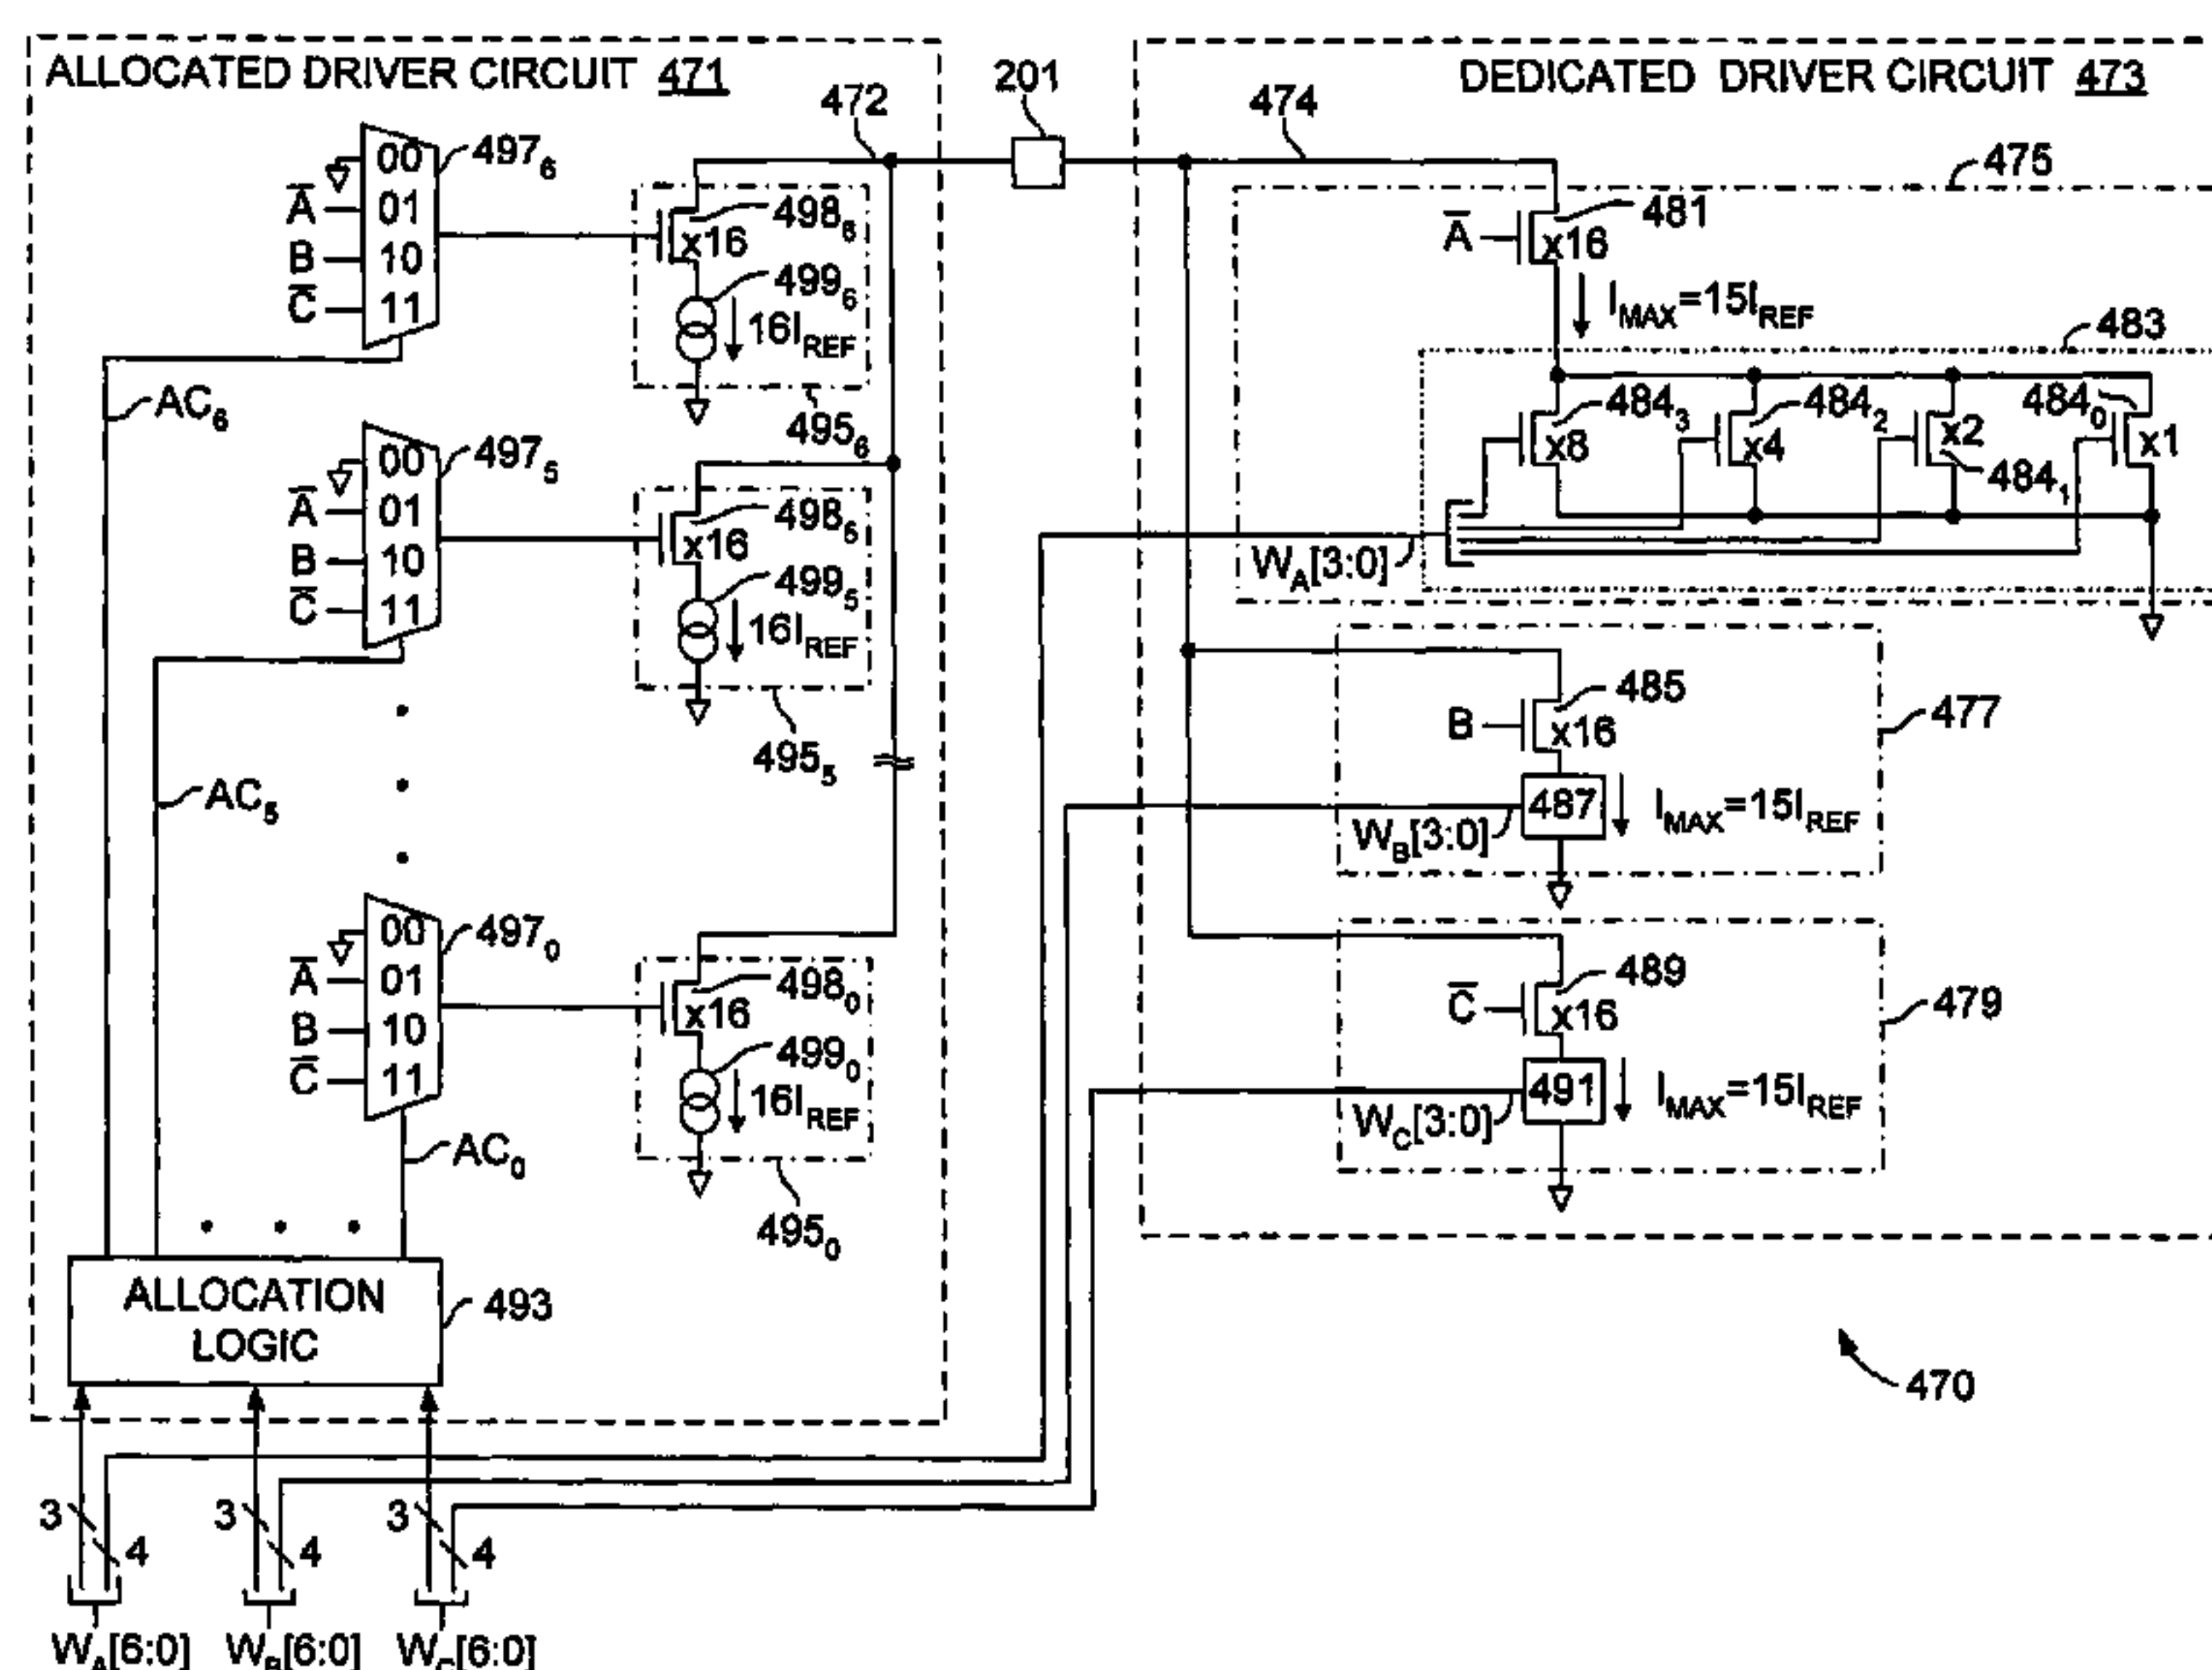 ALLOCATED DRIVER CIRCUIT 471
472
201
474
DEDICATED DRIVER CIRCUIT 473
475
00
01
10
11
A̅
B
C̅
497₆
498₆
x16
499₆
16I_REF
495₆
AC₆
00
01
10
11
A̅
B
C̅
497₅
498₅
x16
499₅
16I_REF
495₅
AC₅
00
01
10
11
A̅
B
C̅
497₀
498₀
x16
499₀
16I_REF
495₀
AC₀
ALLOCATION
LOGIC
493
3
4
3
4
3
4
W_A[6:0]
W_B[6:0]
W_C[6:0]
A̅
481
x16
I_MAX=15I_REF
483
484₃
x8
484₂
x4
x2
484₁
484₀
x1
W_A[3:0]
B
485
x16
477
487
I_MAX=15I_REF
W_B[3:0]
C̅
489
x16
479
491
I_MAX=15I_REF
W_C[3:0]
470